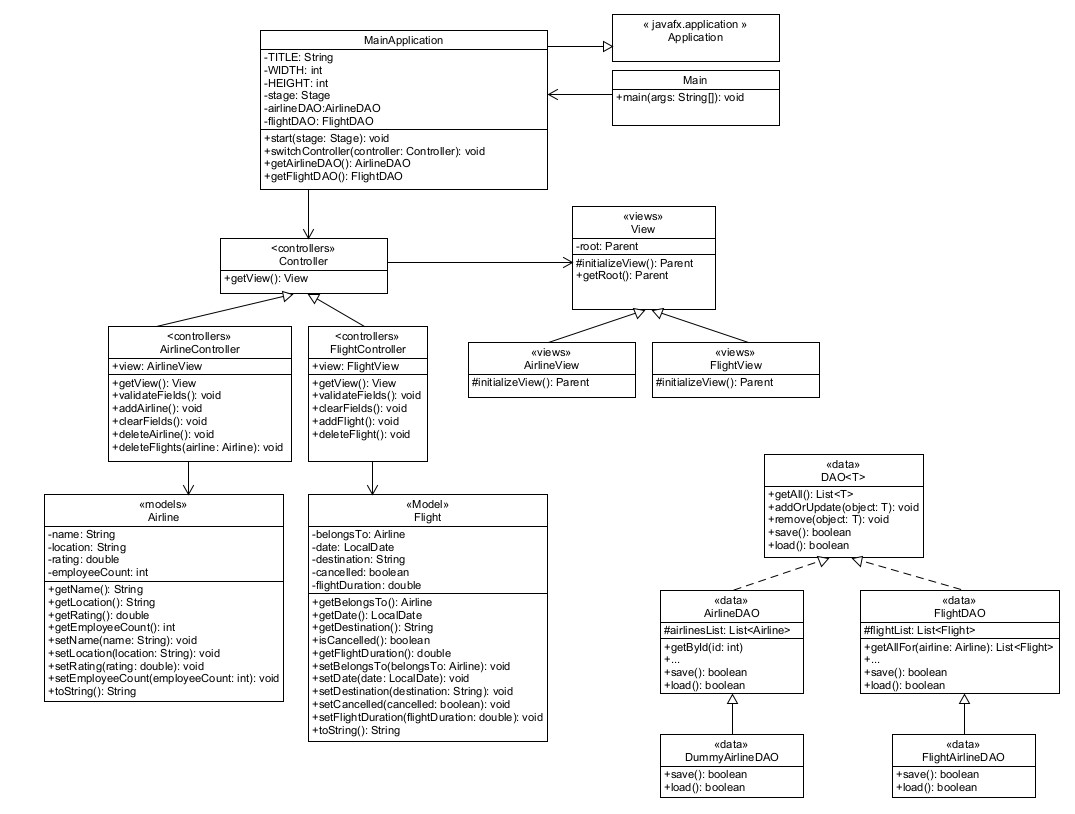 « javafx.application »
Application
MainApplication
-TITLE: String
-WIDTH: int
-HEIGHT: int
-stage: Stage
-airlineDAO:AirlineDAO
-flightDAO: FlightDAO
+start(stage: Stage): void
+switchController(controller: Controller): void
+getAirlineDAO(): AirlineDAO
+getFlightDAO(): FlightDAO
Main
+main(args: String[]): void
<controllers»
Controller
+getView(): View
«views»
View
-root: Parent
#initializeView(): Parent
+getRoot(): Parent
<controllers»
AirlineController
+view: AirlineView
+getView(): View
+validateFields(): void
+addAirline(): void
+clearFields(): void
+deleteAirline(): void
+deleteFlights(airline: Airline): void
<controllers»
FlightController
+view: FlightView
+getView(): View
+validateFields(): void
+clearFields(): void
+addFlight(): void
+deleteFlight(): void
«views»
AirlineView
#initializeView(): Parent
«views»
FlightView
#initializeView(): Parent
«models»
Airline
-name: String
-location: String
-rating: double
-employeeCount: int
+getName(): String
+getLocation(): String
+getRating(): double
+getEmployeeCount(): int
+setName(name: String): void
+setLocation(location: String): void
+setRating(rating: double): void
+setEmployeeCount(employeeCount: int): void
+toString(): String
«Model»
Flight
-belongsTo: Airline
-date: LocalDate
-destination: String
-cancelled: boolean
-flightDuration: double
+getBelongsTo(): Airline
+getDate(): LocalDate
+getDestination(): String
+isCancelled(): boolean
+getFlightDuration(): double
+setBelongsTo(belongsTo: Airline): void
+setDate(date: LocalDate): void
+setDestination(destination: String): void
+setCancelled(cancelled: boolean): void
+setFlightDuration(flightDuration: double): void
+toString(): String
«data»
DAO<T>
+getAll(): List<T>
+addOrUpdate(object: T): void
+remove(object: T): void
+save(): boolean
+load(): boolean
«data»
AirlineDAO
#airlinesList: List<Airline>
+getById(id: int)
+...
+save(): boolean
+load(): boolean
«data»
FlightDAO
#flightList: List<Flight>
+getAllFor(airline: Airline): List<Flight>
+...
+save(): boolean
+load(): boolean
«data»
DummyAirlineDAO
+save(): boolean
+load(): boolean
«data»
FlightAirlineDAO
+save(): boolean
+load(): boolean